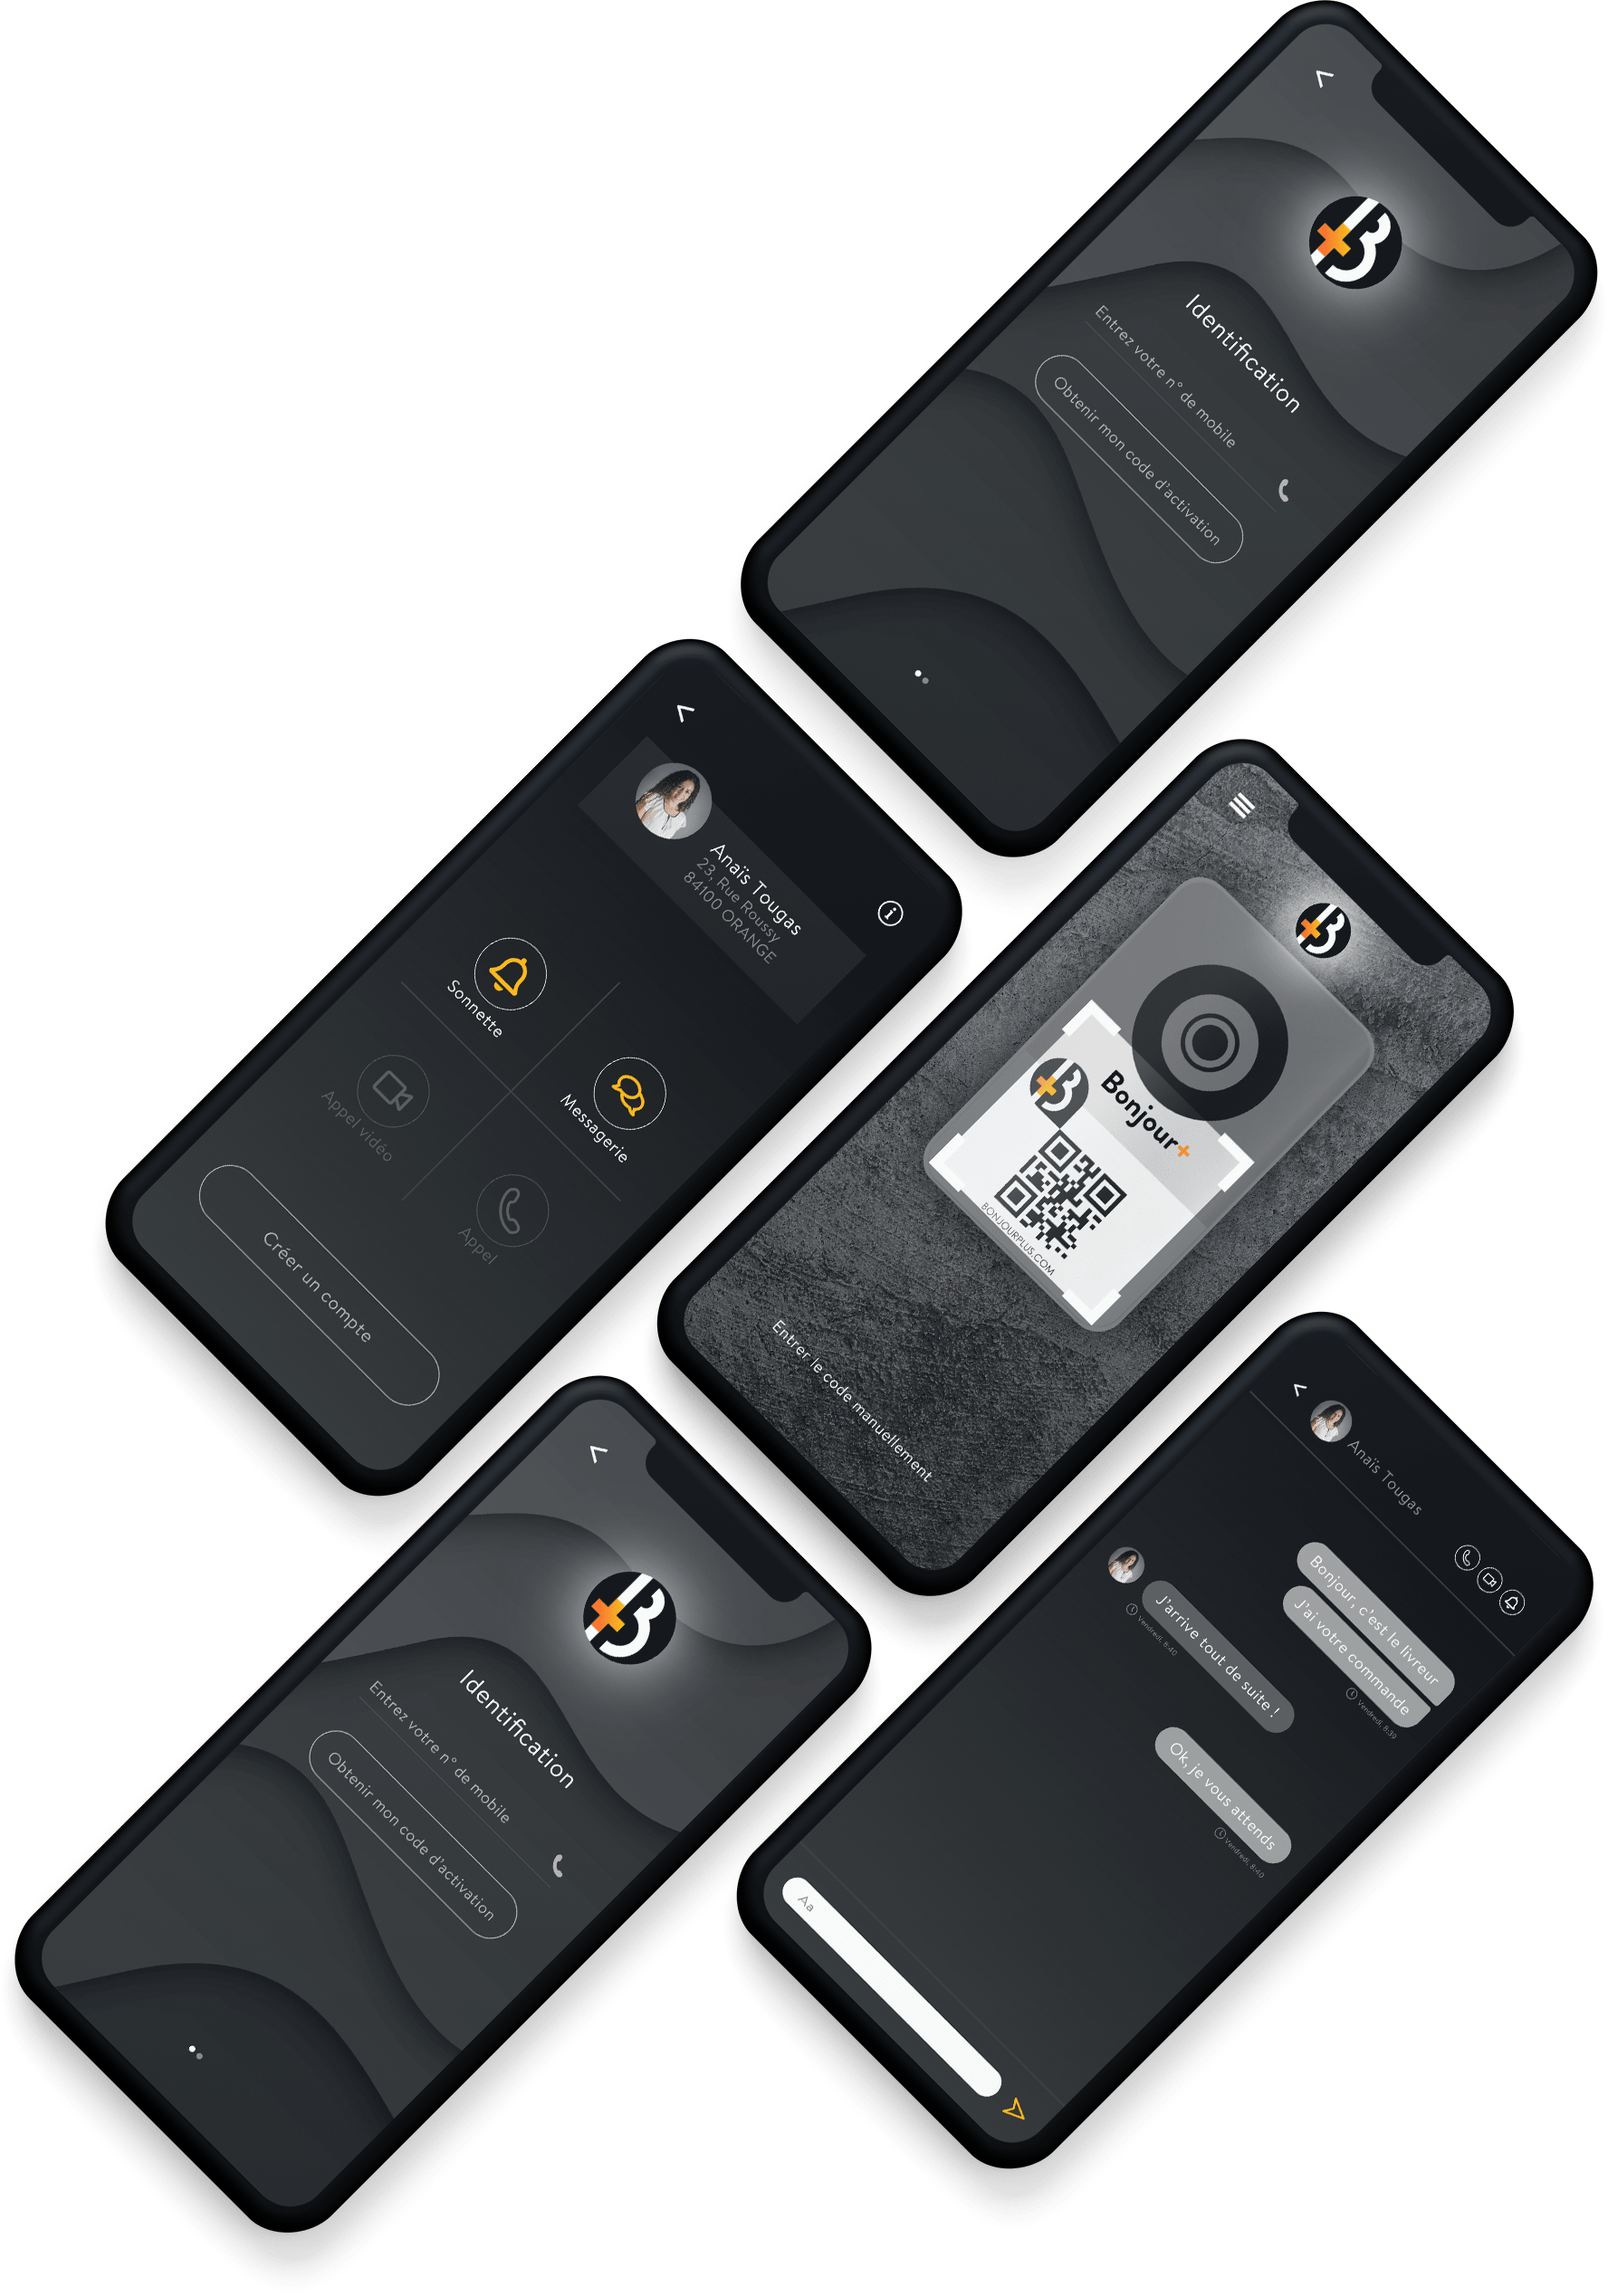 Identification
Entrez votre n° de mobile
Obtenir mon code d'activation
Anaïs Tougas
23, Rue Roussy
84100 ORANGE
Sonnette
Messagerie
Appel vidéo
Appel
Créer un compte
B
Bonjour+
BONJOURPLUS.COM
Entrer le code manuellement
Identification
Entrez votre n° de mobile
Obtenir mon code d'activation
Anaïs Tougas
Bonjour, c'est le livreur
J'ai votre commande
Vendredi, 8:39
J'arrive tout de suite !
Vendredi, 8:40
Ok, je vous attends
Vendredi, 8:40
Aa